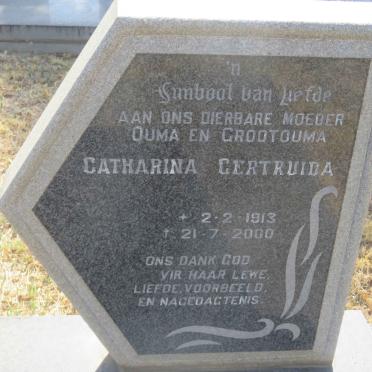 'n
Simbool van Liefde
AAN ONS DIERBARE MOEDER
OUMA EN GROOTOUMA
CATHARINA GERTRUIDA
* 2-2-1913
† 21-7-2000
ONS DANK GOD
VIR HAAR LEWE,
LIEFDE, VOORBEELD,
EN NAGEDAGTENIS.